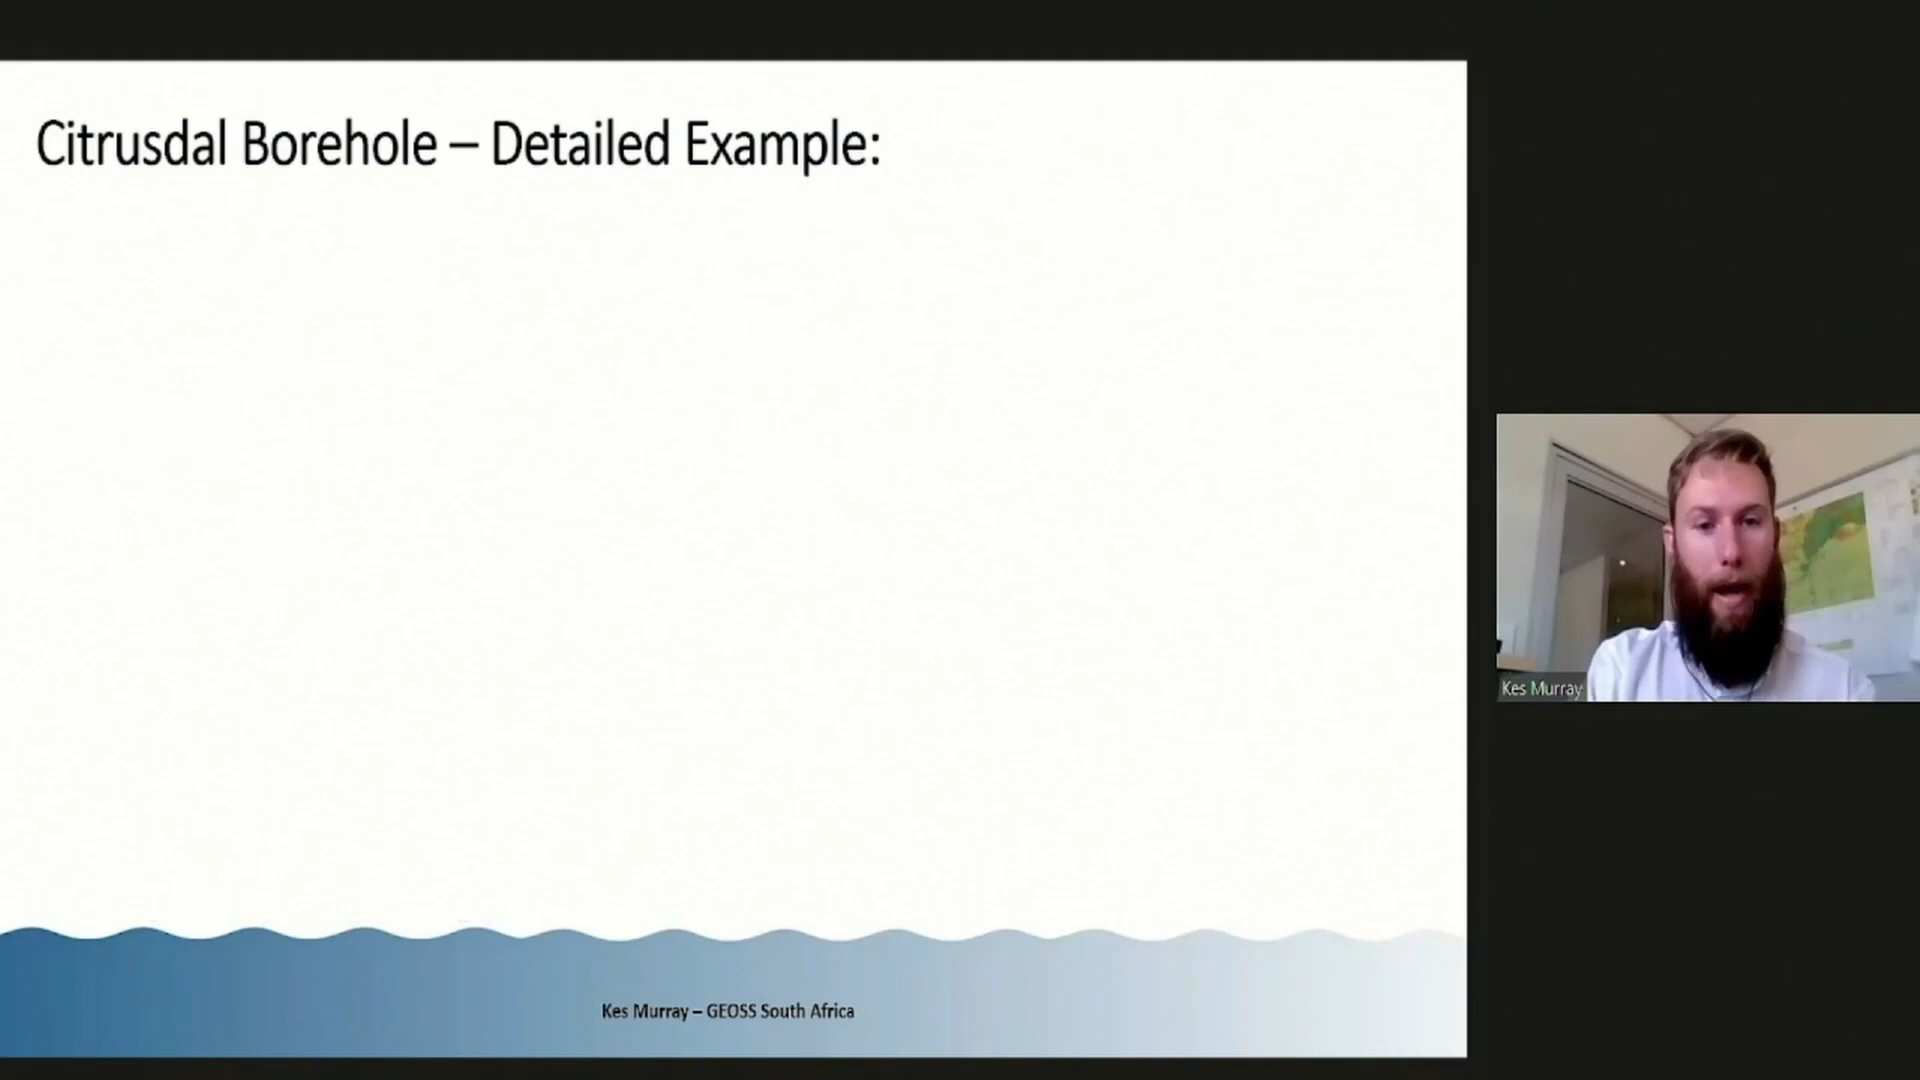 Citrusdal Borehole – Detailed Example:
Kes Murray
Kes Murray – GEOSS South Africa